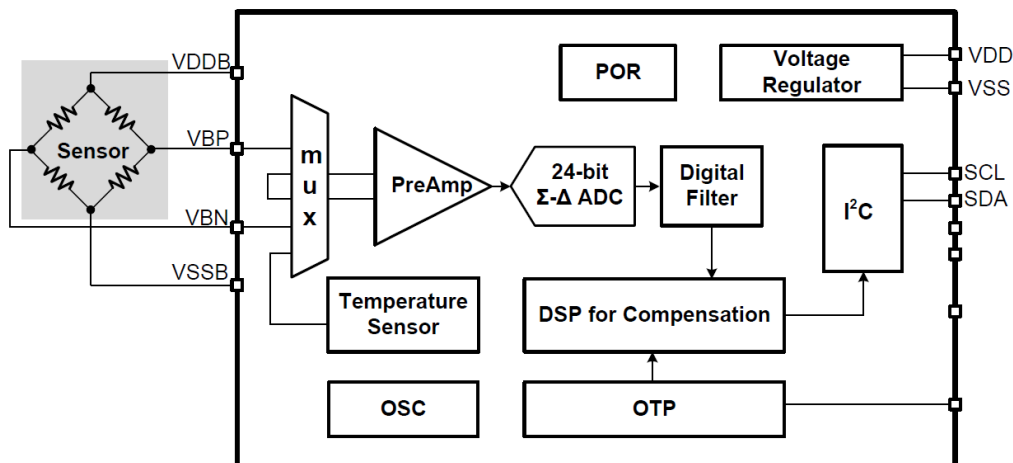 VDDB
VBP
VBN
VSSB
Sensor
mux
PreAmp
24-bit
Σ-Δ ADC
Digital
Filter
POR
Voltage
Regulator
VDD
VSS
SCL
SDA
I²C
Temperature
Sensor
DSP for Compensation
OSC
OTP